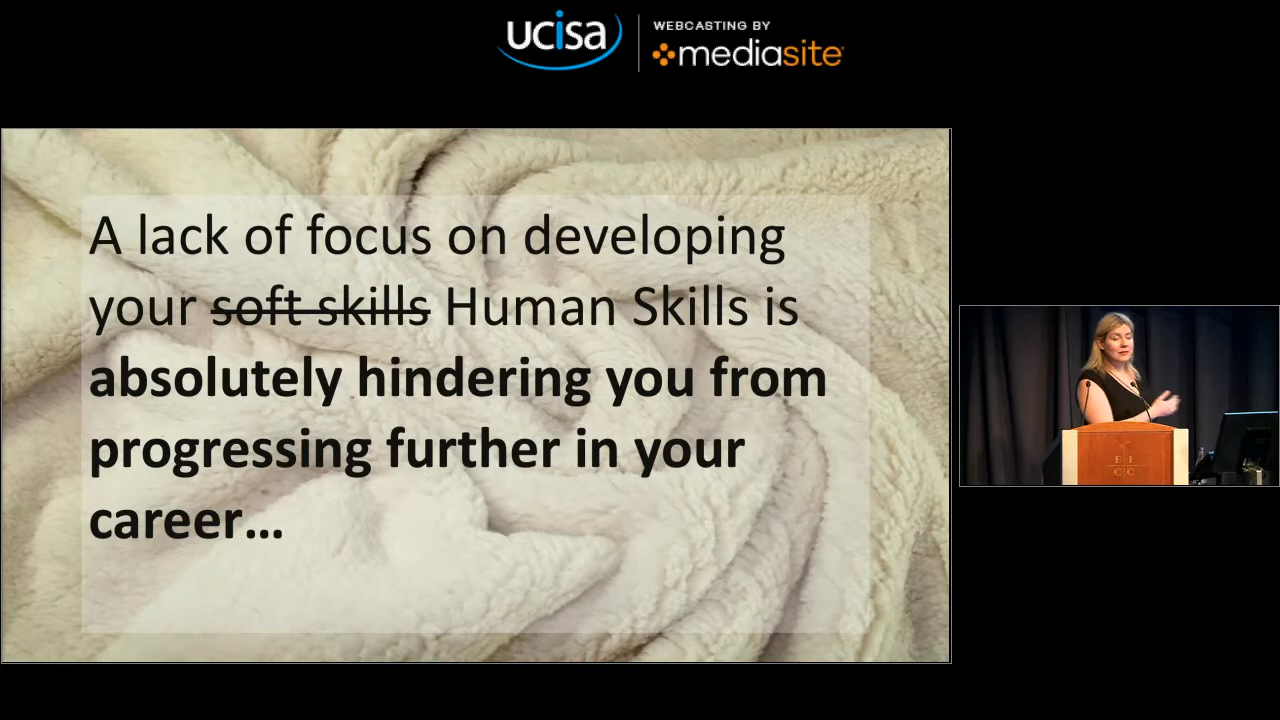 ucisa
WEBCASTING BY
mediasite
A lack of focus on developing
your soft skills Human Skills is
absolutely hindering you from
progressing further in your
career...
E I
C C